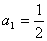 a₁ = 1/2